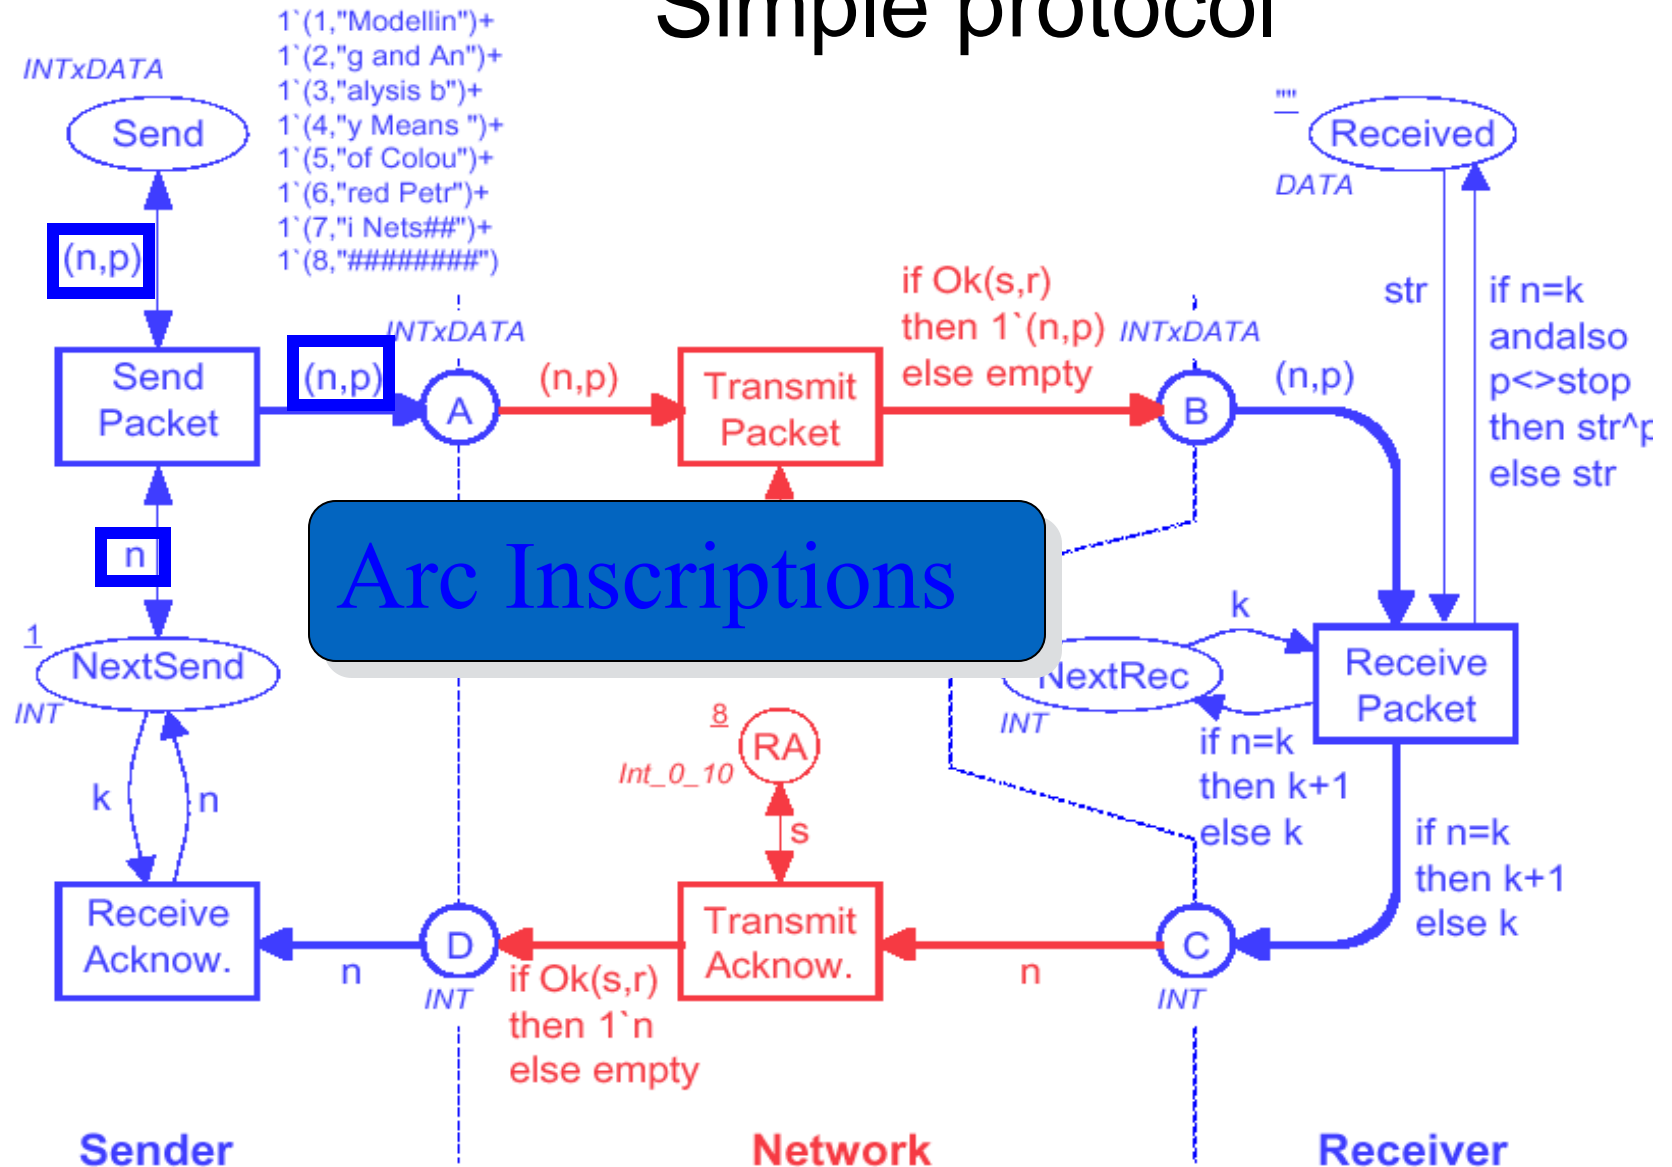 Simple protocol
1`(1,"Modellin")+
1`(2,"g and An")+
1`(3,"alysis b")+
1`(4,"y Means ")+
1`(5,"of Colou")+
1`(6,"red Petr")+
1`(7,"i Nets##")+
1`(8,"########")
INTxDATA
Send
(n,p)
Send
Packet
(n,p)
INTxDATA
A
(n,p)
Transmit
Packet
if Ok(s,r)
then 1`(n,p)
else empty
INTxDATA
B
(n,p)
""
Received
DATA
str
if n=k
andalso
p<>stop
then str^p
else str
n
Arc Inscriptions
1
NextSend
INT
k
n
Receive
Acknow.
n
D
INT
if Ok(s,r)
then 1`n
else empty
8
RA
Int_0_10
s
Transmit
Acknow.
n
C
INT
NextRec
INT
k
if n=k
then k+1
else k
Receive
Packet
if n=k
then k+1
else k
Sender
Network
Receiver